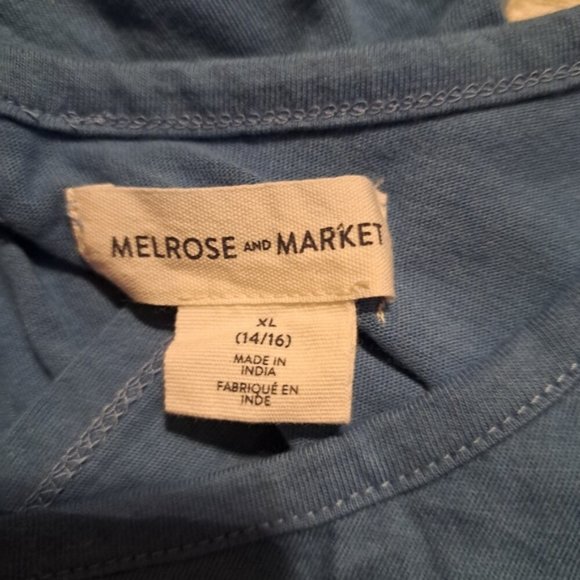 MELROSE AND MARKET
XL
(14/16)
MADE IN
INDIA
FABRIQUÉ EN
INDE